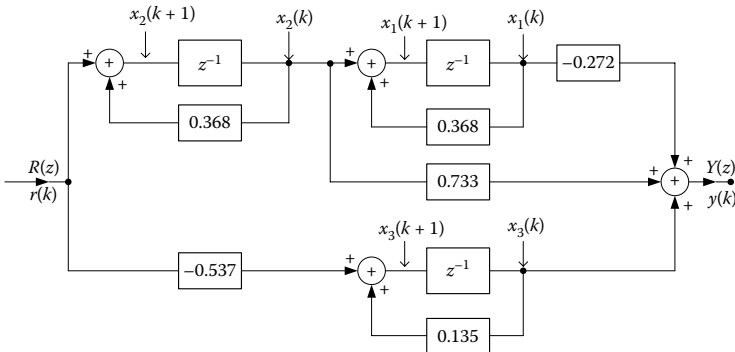 x₂(k + 1)
x₂(k)
x₁(k + 1)
x₁(k)
+
+
z⁻¹
+
+
z⁻¹
−0.272
0.368
+
0.368
+
+
R(z)
r(k)
0.733
+
+
Y(z)
y(k)
+
x₃(k + 1)
x₃(k)
−0.537
+
+
z⁻¹
+
0.135